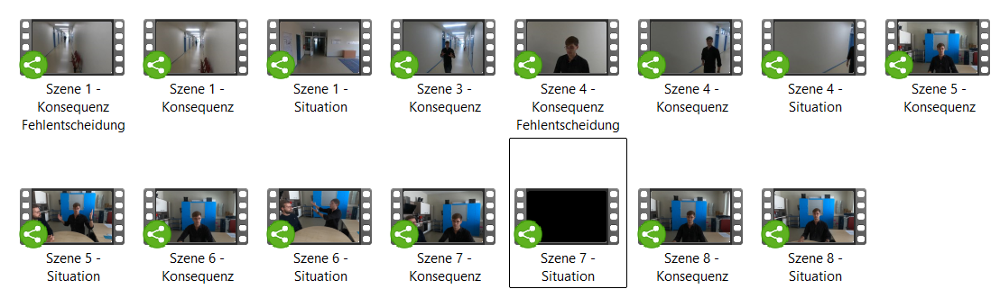 Szene 1 -
Konsequenz
Fehlentscheidung
Szene 1 -
Konsequenz
Szene 1 -
Situation
Szene 3 -
Konsequenz
Szene 4 -
Konsequenz
Fehlentscheidung
Szene 4 -
Konsequenz
Szene 4 -
Situation
Szene 5 -
Konsequenz
Szene 5 -
Situation
Szene 6 -
Konsequenz
Szene 6 -
Situation
Szene 7 -
Konsequenz
Szene 7 -
Situation
Szene 8 -
Konsequenz
Szene 8 -
Situation